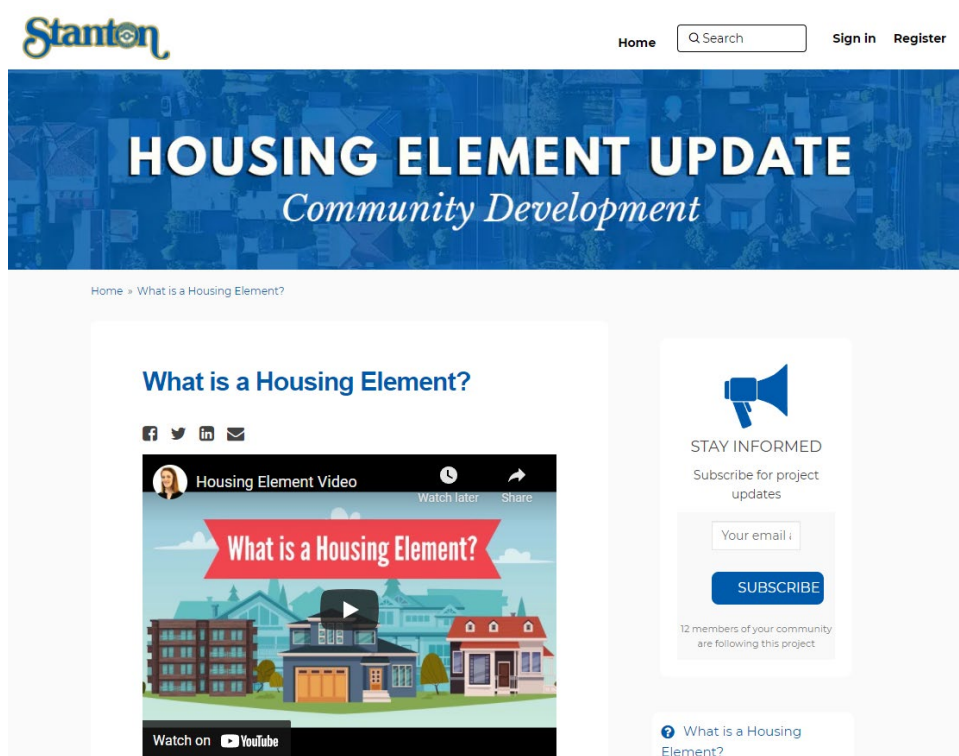 Stanton
Home
Search
Sign in
Register
HOUSING ELEMENT UPDATE
Community Development
Home » What is a Housing Element?
What is a Housing Element?
Housing Element Video
Watch later
Share
What is a Housing Element?
Watch on YouTube
STAY INFORMED
Subscribe for project
updates
Your email
SUBSCRIBE
12 members of your community
are following this project
What is a Housing
Element?